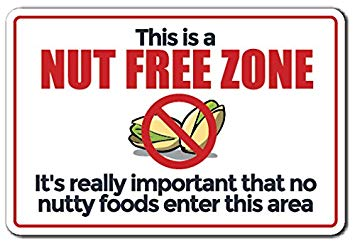 This is a
NUT FREE ZONE
It's really important that no
nutty foods enter this area